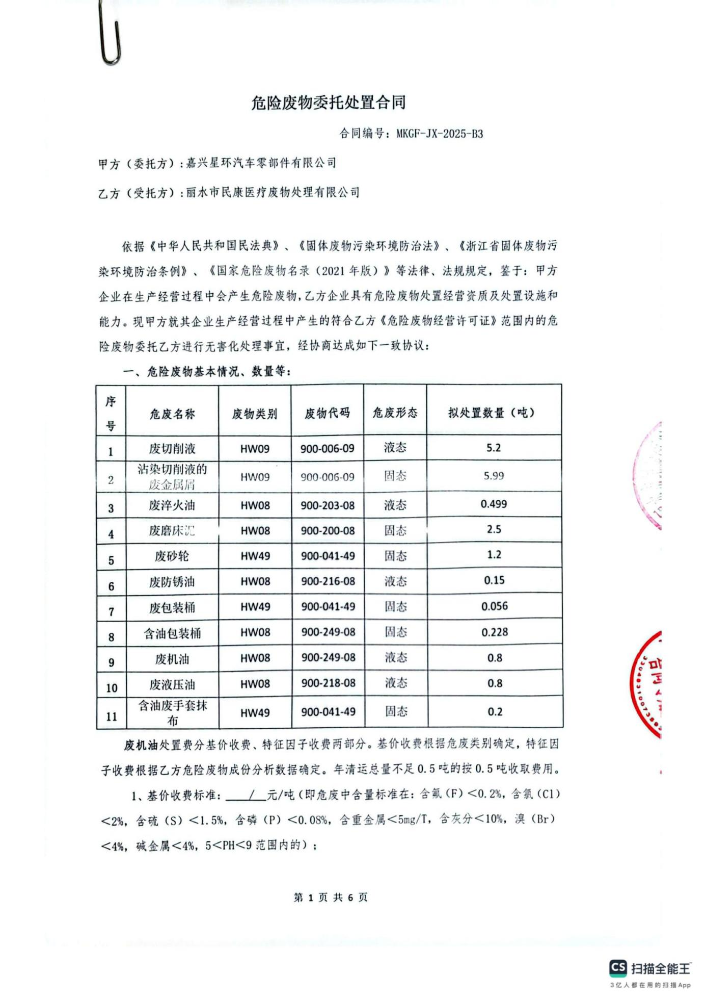 危险废物委托处置合同
合同编号：MKGF-JX-2025-B3
甲方（委托方）：嘉兴星环汽车零部件有限公司
乙方（受托方）：丽水市民康医疗废物处理有限公司
依据《中华人民共和国民法典》、《固体废物污染环境防治法》、《浙江省固体废物污
染环境防治条例》、《国家危险废物名录（2021年版）》等法律、法规规定，鉴于：甲方
企业在生产经营过程中会产生危险废物，乙方企业具有危险废物处置经营资质及处置设施和
能力。现甲方就其企业生产经营过程中产生的符合乙方《危险废物经营许可证》范围内的危
险废物委托乙方进行无害化处理事宜，经协商达成如下一致协议：
一、危险废物基本情况、数量等：
序号 危废名称 废物类别 废物代码 危废形态 拟处置数量（吨）
1 废切削液 HW09 900-006-09 液态 5.2
2 沾染切削液的废金属屑 HW09 900-006-09 固态 5.99
3 废淬火油 HW08 900-203-08 液态 0.499
4 废磨床泥 HW08 900-200-08 固态 2.5
5 废砂轮 HW49 900-041-49 固态 1.2
6 废防锈油 HW08 900-216-08 液态 0.15
7 废包装桶 HW49 900-041-49 固态 0.056
8 含油包装桶 HW08 900-249-08 固态 0.228
9 废机油 HW08 900-249-08 液态 0.8
10 废液压油 HW08 900-218-08 液态 0.8
11 含油废手套抹布 HW49 900-041-49 固态 0.2
废机油处置费分基价收费、特征因子收费两部分。基价收费根据危废类别确定，特征因
子收费根据乙方危险废物成份分析数据确定。年清运总量不足0.5吨的按0.5吨收取费用。
1、基价收费标准：___/__元/吨（即危废中含量标准在：含氟（F）＜0.2%，含氯（Cl）
＜2%，含硫（S）＜1.5%，含磷（P）＜0.08%，含重金属＜5mg/T，含灰分＜10%，溴（Br）
＜4%，碱金属＜4%，5＜PH＜9范围内的）；
第 1 页 共 6 页
CS 扫描全能王
3亿人都在用的扫描App